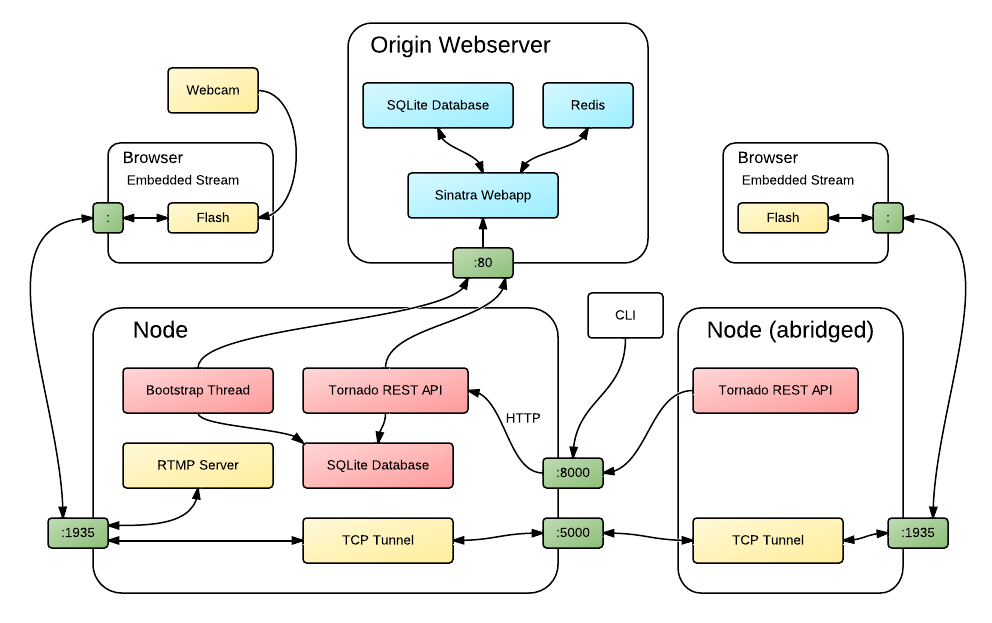 Origin Webserver
SQLite Database
Redis
Sinatra Webapp
:80
Webcam
Browser
Embedded Stream
:
Flash
Browser
Embedded Stream
Flash
:
Node
Bootstrap Thread
Tornado REST API
HTTP
RTMP Server
SQLite Database
:8000
:1935
TCP Tunnel
:5000
CLI
Node (abridged)
Tornado REST API
TCP Tunnel
:1935